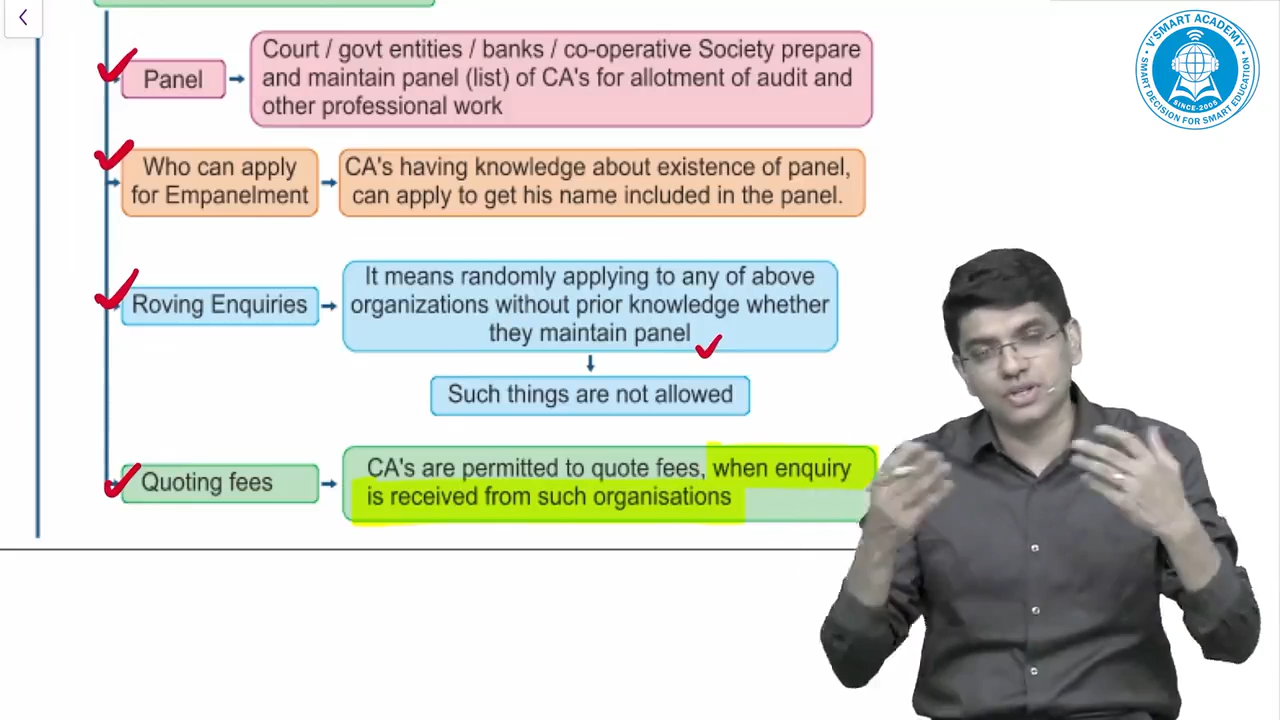 V'SMART ACADEMY
SINCE-2005
SMART DECISION FOR SMART EDUCATION
Panel
Court / govt entities / banks / co-operative Society prepare
and maintain panel (list) of CA's for allotment of audit and
other professional work
Who can apply
for Empanelment
CA's having knowledge about existence of panel,
can apply to get his name included in the panel.
Roving Enquiries
It means randomly applying to any of above
organizations without prior knowledge whether
they maintain panel
Such things are not allowed
Quoting fees
CA's are permitted to quote fees, when enquiry
is received from such organisations